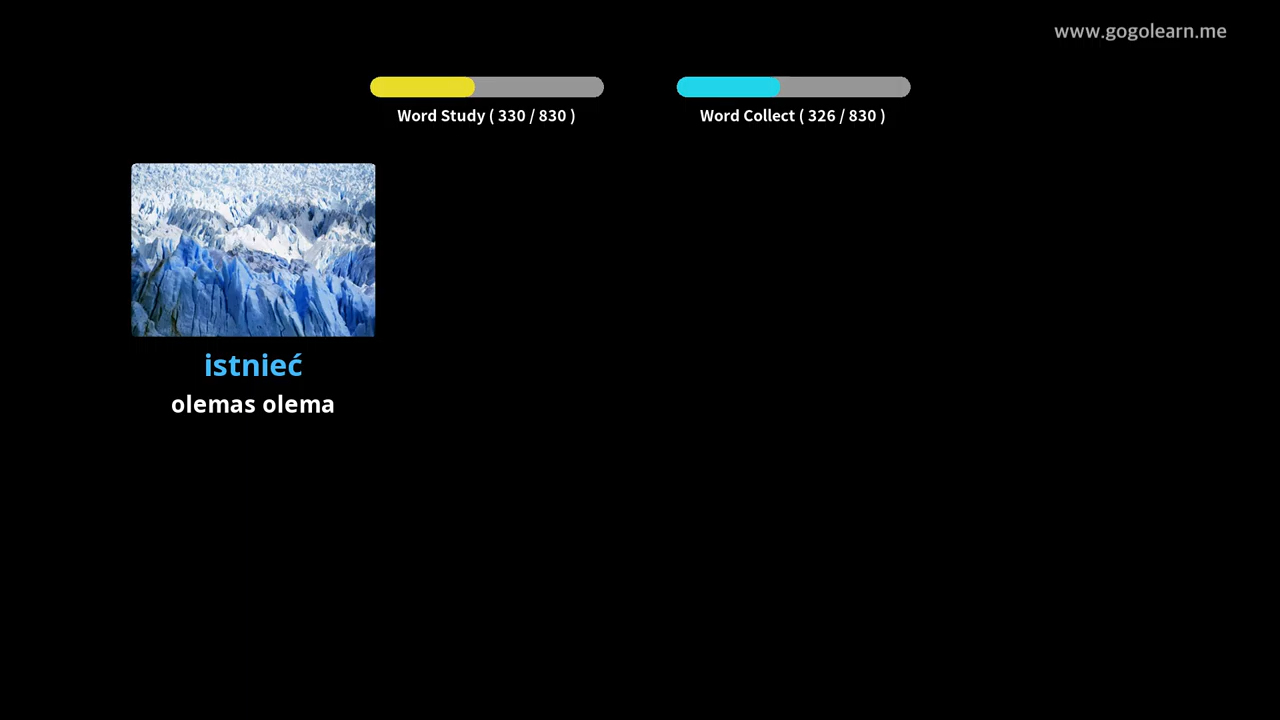 www.gogolearn.me
Word Study ( 330 / 830 )
Word Collect ( 326 / 830 )
istnieć
olemas olema